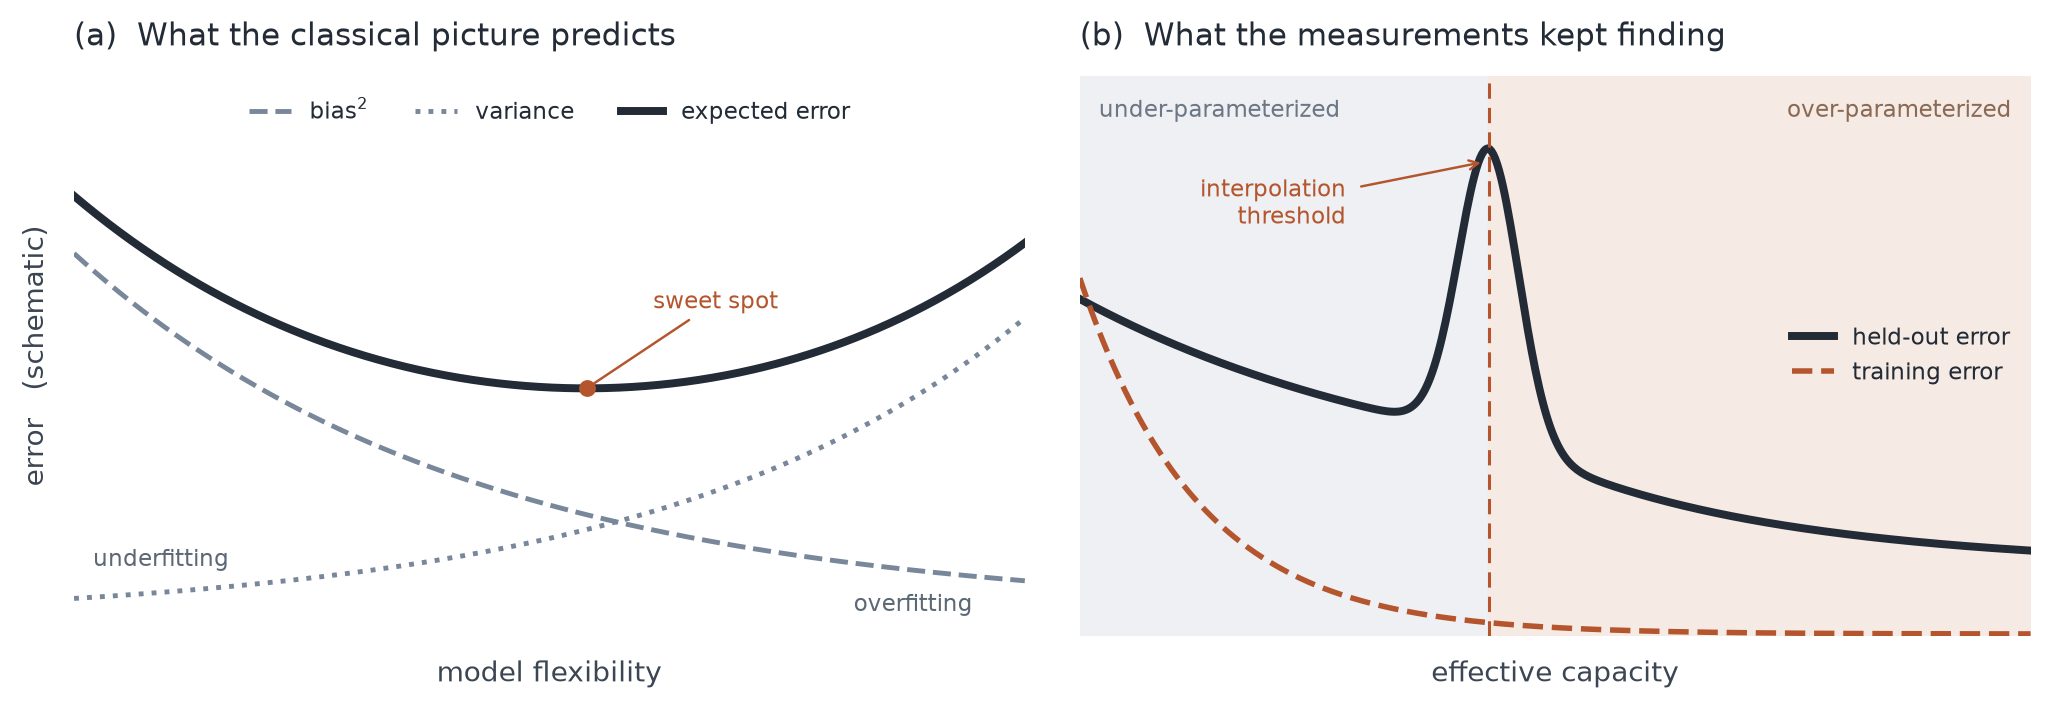 (a) What the classical picture predicts
bias²
variance
expected error
sweet spot
underfitting
overfitting
error (schematic)
model flexibility
(b) What the measurements kept finding
under-parameterized
over-parameterized
interpolation
threshold
held-out error
training error
effective capacity